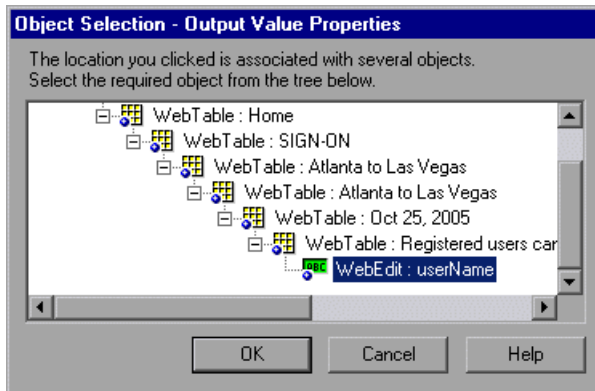 Object Selection - Output Value Properties
The location you clicked is associated with several objects.
Select the required object from the tree below.
WebTable : Home
WebTable : SIGN-ON
WebTable : Atlanta to Las Vegas
WebTable : Atlanta to Las Vegas
WebTable : Oct 25, 2005
WebTable : Registered users car
ABC WebEdit : userName
OK Cancel Help